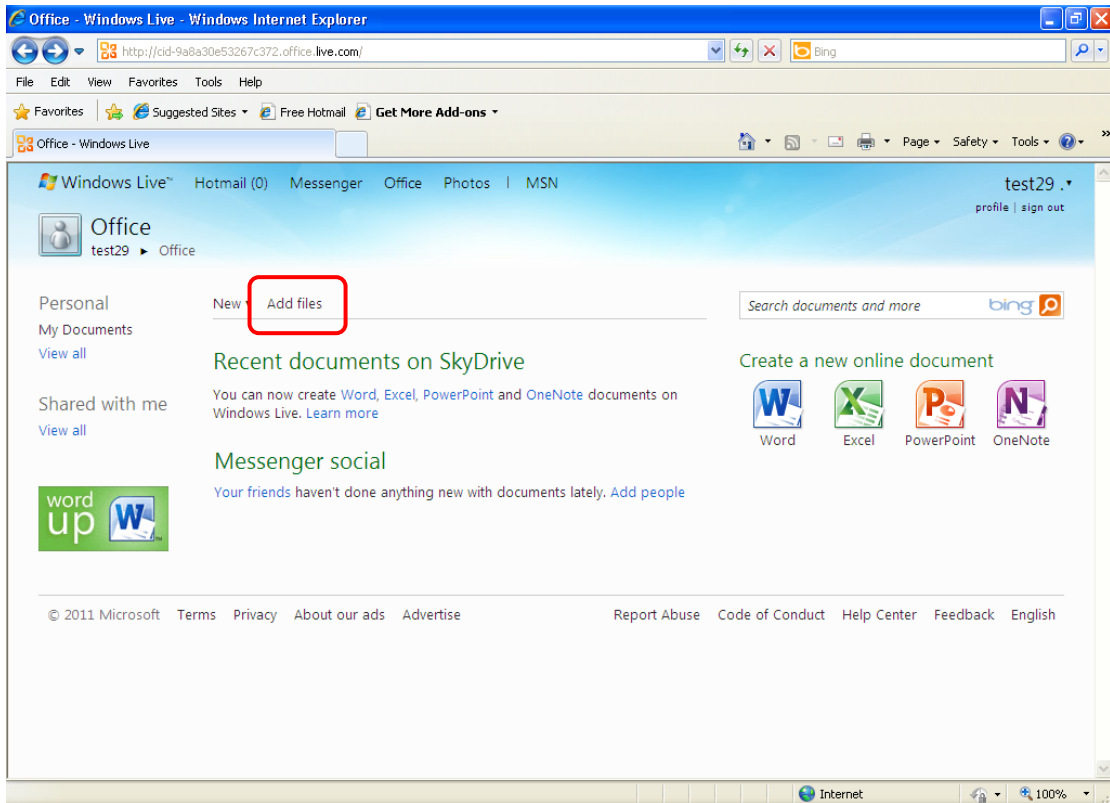 Office - Windows Live - Windows Internet Explorer
http://cid-9a8a30e53267c372.office.live.com/
Bing
File Edit View Favorites Tools Help
Favorites Suggested Sites Free Hotmail Get More Add-ons
Office - Windows Live
Page Safety Tools
Windows Live™ Hotmail (0) Messenger Office Photos | MSN
test29 .
profile | sign out
Office
test29 ► Office
Personal
My Documents
View all
Shared with me
View all
word up W
New Add files
Recent documents on SkyDrive
You can now create Word, Excel, PowerPoint and OneNote documents on
Windows Live. Learn more
Messenger social
Your friends haven't done anything new with documents lately. Add people
Search documents and more bing
Create a new online document
Word Excel PowerPoint OneNote
© 2011 Microsoft Terms Privacy About our ads Advertise Report Abuse Code of Conduct Help Center Feedback English
Internet 100%